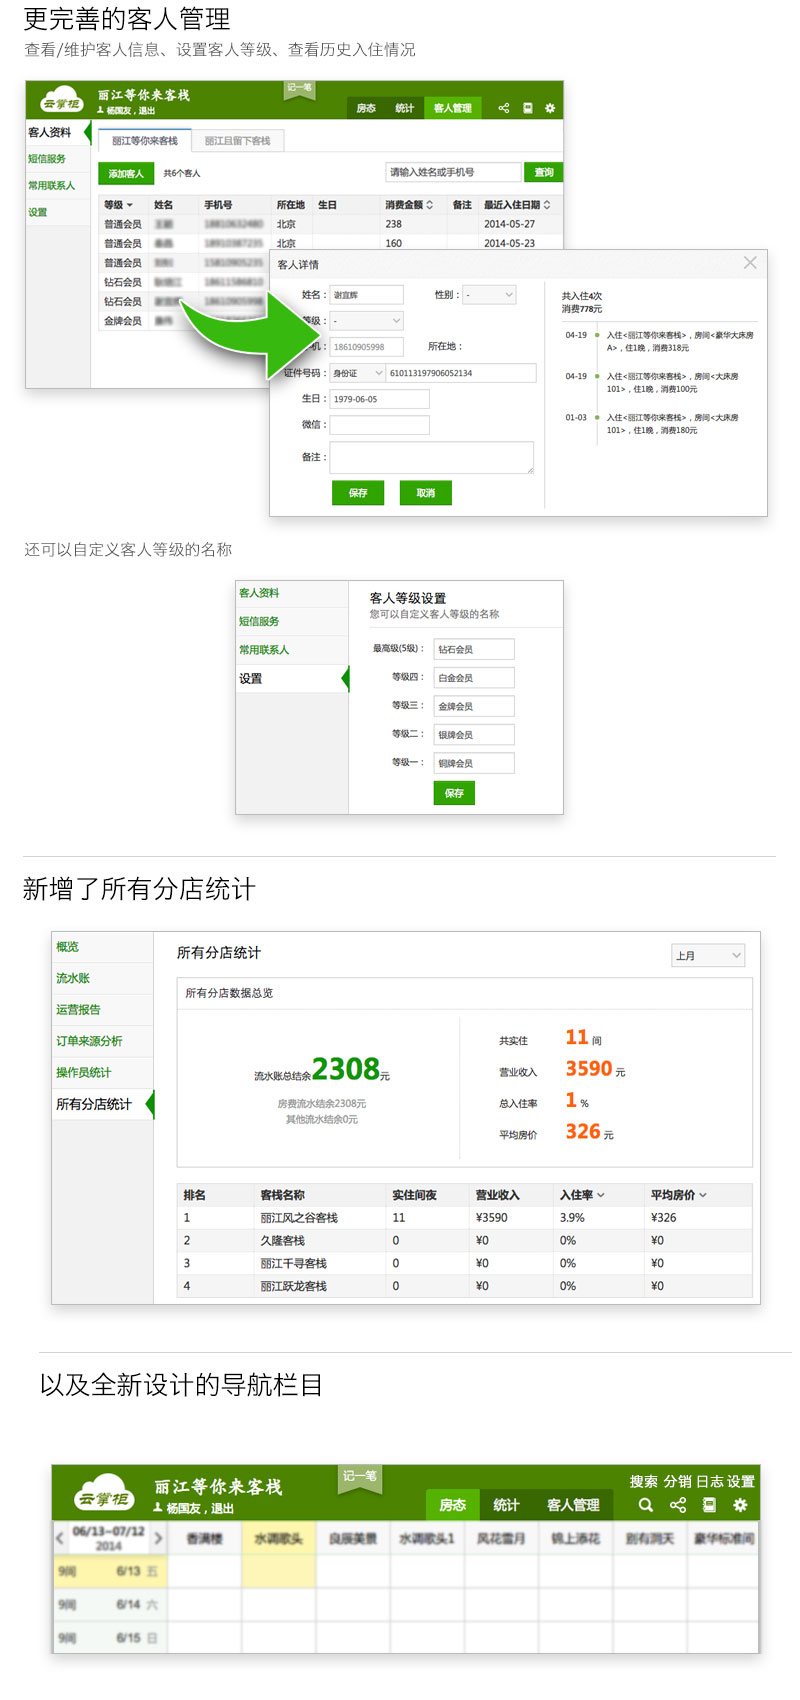 更完善的客人管理
查看/维护客人信息、设置客人等级、查看历史入住情况
云掌柜
丽江等你来客栈
杨国友，退出
记一笔
房态 统计 客人管理
客人资料
短信服务
常用联系人
设置
丽江等你来客栈 丽江且留下客栈
添加客人 共6个客人 请输入姓名或手机号 查询
等级 姓名 手机号 所在地 生日 消费金额 备注 最近入住日期
普通会员 18810632480 北京 238 2014-05-27
普通会员 18910387235 北京 160 2014-05-23
普通会员 15810905235
钻石会员 18611586810
钻石会员 18610905998
金牌会员
客人详情
姓名： 谢宜辉 性别： -
等级： -
机： 18610905998 所在地：
证件号码： 身份证 610113197906052134
生日： 1979-06-05
微信：
备注：
保存 取消
共入住4次
消费778元
04-19 入住<丽江等你来客栈>，房间<豪华大床房
A>，住1晚，消费318元
04-19 入住<丽江等你来客栈>，房间<大床房
101>，住1晚，消费100元
01-03 入住<丽江等你来客栈>，房间<大床房
101>，住1晚，消费180元
还可以自定义客人等级的名称
客人资料
短信服务
常用联系人
设置
客人等级设置
您可以自定义客人等级的名称
最高级(5级)： 钻石会员
等级四： 白金会员
等级三： 金牌会员
等级二： 银牌会员
等级一： 铜牌会员
保存
新增了所有分店统计
概览
流水账
运营报告
订单来源分析
操作员统计
所有分店统计
所有分店统计 上月
所有分店数据总览
流水账总结余2308元
房费流水结余2308元
其他流水结余0元
共实住 11 间
营业收入 3590 元
总入住率 1 %
平均房价 326 元
排名 客栈名称 实住间夜 营业收入 入住率 平均房价
1 丽江风之谷客栈 11 ¥3590 3.9% ¥326
2 久隆客栈 0 ¥0 0% ¥0
3 丽江千寻客栈 0 ¥0 0% ¥0
4 丽江跃龙客栈 0 ¥0 0% ¥0
以及全新设计的导航栏目
云掌柜
丽江等你来客栈
杨国友，退出
记一笔
房态 统计 客人管理
搜索 分销 日志 设置
06/13~07/12
2014
香满楼 水调歌头 良辰美景 水调歌头1 风花雪月 锦上添花 别有洞天 豪华标准间
9间 6/13 五
9间 6/14 六
9间 6/15 日